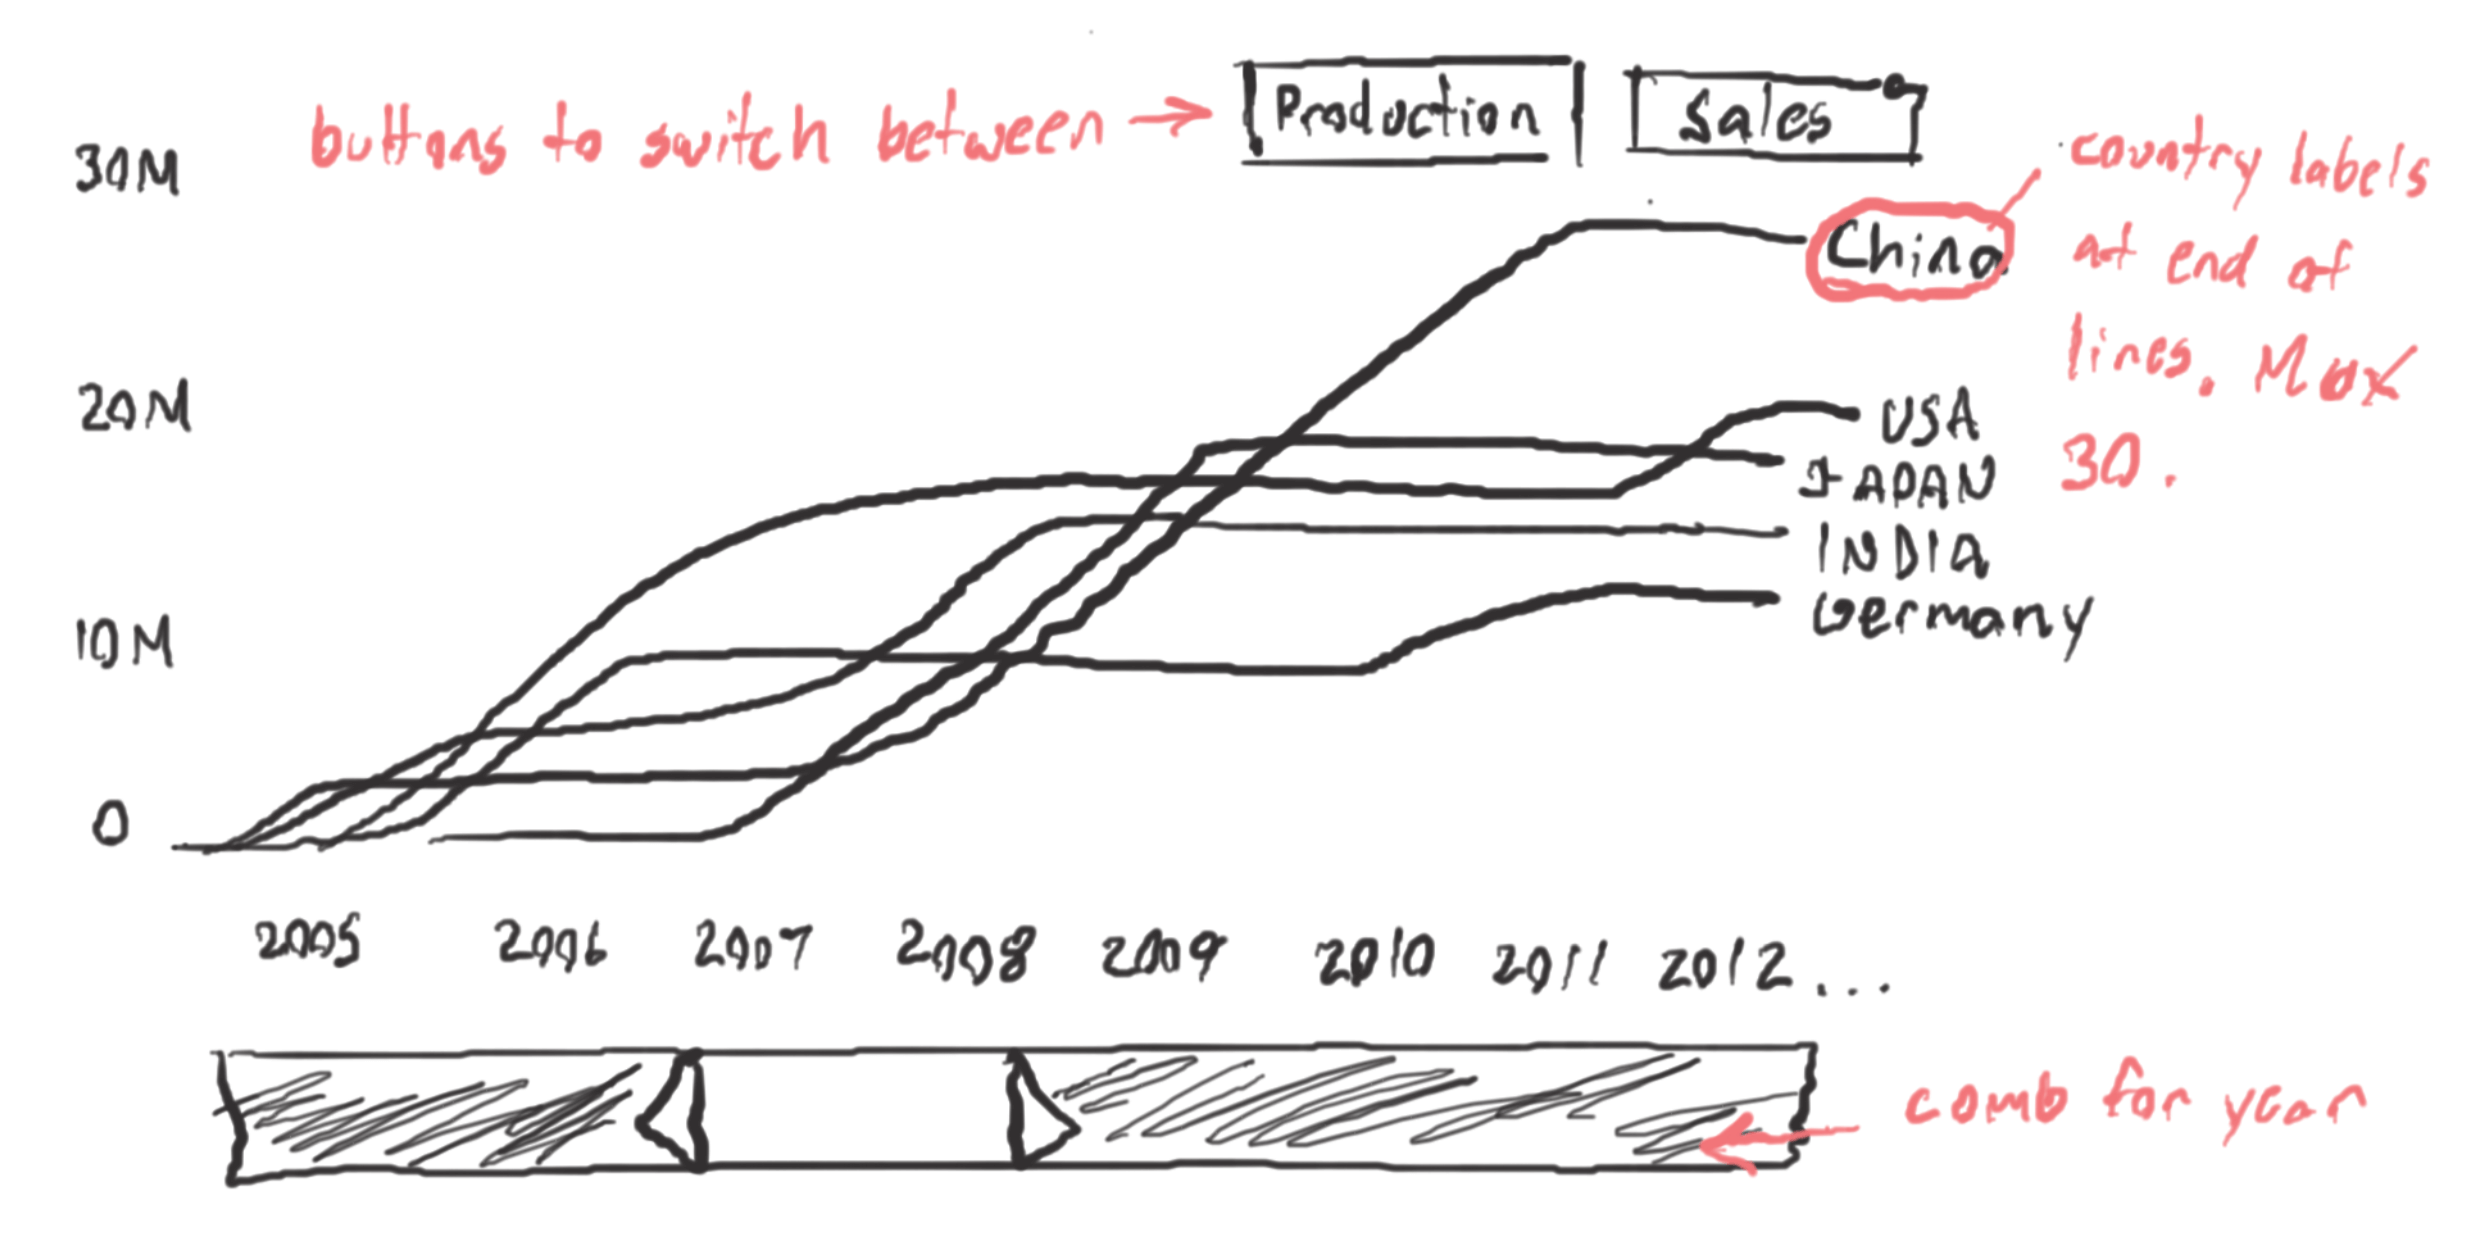 buttons to switch between → Production Sales
30M
country labels
at end of
lines. Max
30.
China
20M
USA
JAPAN
INDIA
Germany
10M
0
2005 2006 2007 2008 2009 2010 2011 2012 ...
comb for year